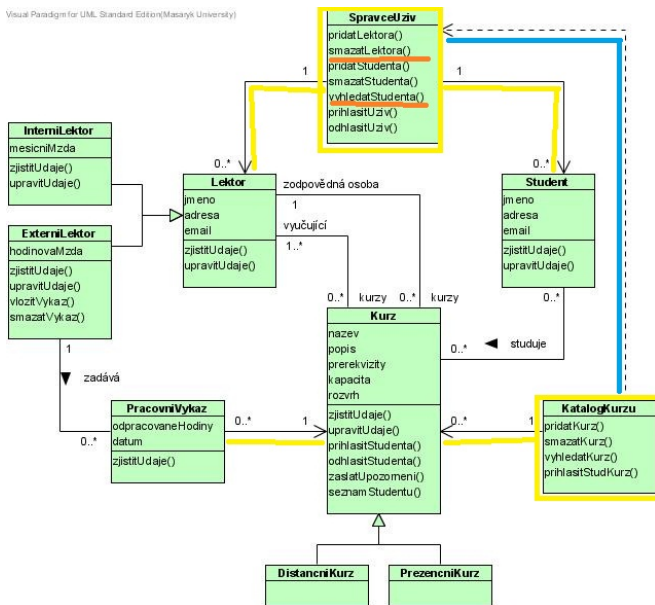 Visual Paradigm for UML Standard Edition(Masaryk University)
SpravceUziv
pridatLektora()
smazatLektora()
pridatStudenta()
smazatStudenta()
vyhledatStudenta()
prihlasitUziv()
odhlasitUziv()
1
1
0..*
0..*
InterniLektor
mesicniMzda
zjistitUdaje()
upravitUdaje()
Lektor
jmeno
adresa
email
zjistitUdaje()
upravitUdaje()
zodpovědná osoba
1
vyučující
1..*
Student
jmeno
adresa
email
zjistitUdaje()
upravitUdaje()
0..*
ExterniLektor
hodinovaMzda
zjistitUdaje()
upravitUdaje()
vlozitVykaz()
smazatVykaz()
1
zadává
0..*
0..* kurzy
0..* kurzy
Kurz
nazev
popis
prerekvizity
kapacita
rozvrh
zjistitUdaje()
upravitUdaje()
prihlasitStudenta()
odhlasitStudenta()
zaslatUpozorneni()
seznamStudentu()
0..*
studuje
PracovniVykaz
odpracovaneHodiny
datum
zjistitUdaje()
0..*
1
0..*
1
KatalogKurzu
pridatKurz()
smazatKurz()
vyhledatKurz()
prihlasitStudKurz()
DistancniKurz
PrezencniKurz